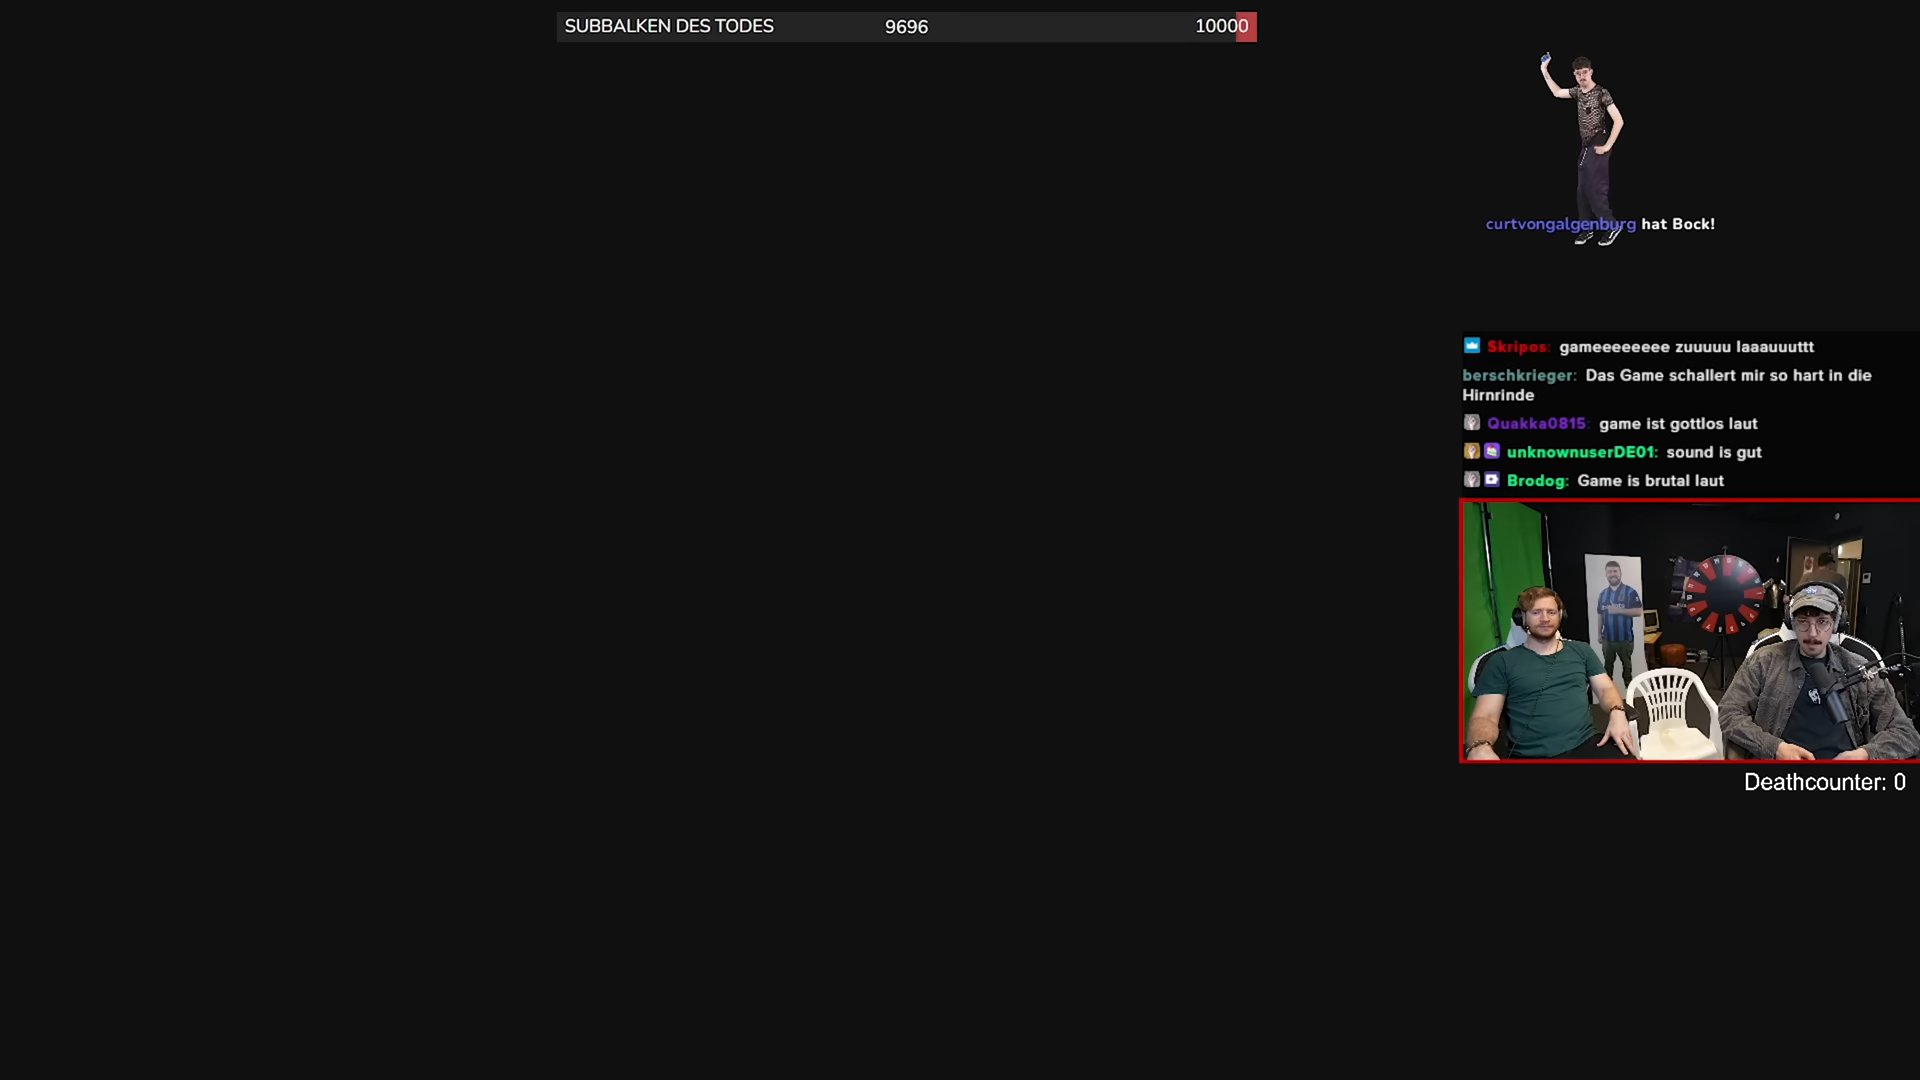 SUBBALKEN DES TODES 9696 10000
curtvongalgenburg hat Bock!
Skripos: gameeeeeeee zuuuuu laaauuuttt
berschkrieger: Das Game schallert mir so hart in die
Hirnrinde
Quakka0815: game ist gottlos laut
unknownuserDE01: sound is gut
Brodog: Game is brutal laut
Deathcounter: 0